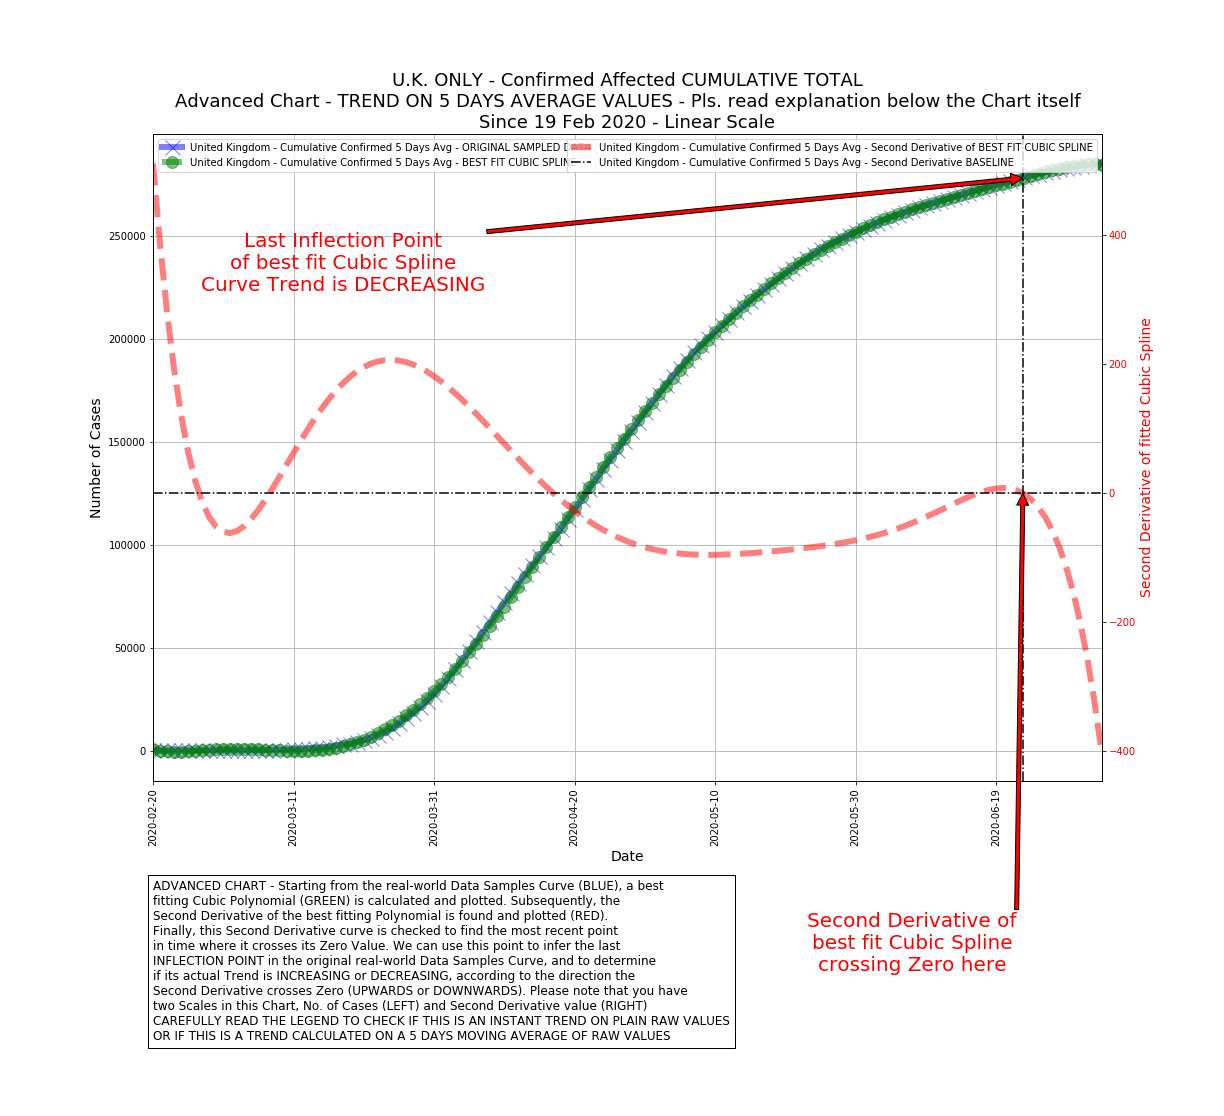 U.K. ONLY - Confirmed Affected CUMULATIVE TOTAL
Advanced Chart - TREND ON 5 DAYS AVERAGE VALUES - Pls. read explanation below the Chart itself
Since 19 Feb 2020 - Linear Scale
United Kingdom - Cumulative Confirmed 5 Days Avg - ORIGINAL SAMPLED DATA
United Kingdom - Cumulative Confirmed 5 Days Avg - BEST FIT CUBIC SPLINE
United Kingdom - Cumulative Confirmed 5 Days Avg - Second Derivative of BEST FIT CUBIC SPLINE
United Kingdom - Cumulative Confirmed 5 Days Avg - Second Derivative BASELINE
Last Inflection Point
of best fit Cubic Spline
Curve Trend is DECREASING
Number of Cases
250000
200000
150000
100000
50000
0
400
200
0
−200
−400
Second Derivative of fitted Cubic Spline
2020-02-20
2020-03-11
2020-03-31
2020-04-20
2020-05-10
2020-05-30
2020-06-19
Date
ADVANCED CHART - Starting from the real-world Data Samples Curve (BLUE), a best
fitting Cubic Polynomial (GREEN) is calculated and plotted. Subsequently, the
Second Derivative of the best fitting Polynomial is found and plotted (RED).
Finally, this Second Derivative curve is checked to find the most recent point
in time where it crosses its Zero Value. We can use this point to infer the last
INFLECTION POINT in the original real-world Data Samples Curve, and to determine
if its actual Trend is INCREASING or DECREASING, according to the direction the
Second Derivative crosses Zero (UPWARDS or DOWNWARDS). Please note that you have
two Scales in this Chart, No. of Cases (LEFT) and Second Derivative value (RIGHT)
CAREFULLY READ THE LEGEND TO CHECK IF THIS IS AN INSTANT TREND ON PLAIN RAW VALUES
OR IF THIS IS A TREND CALCULATED ON A 5 DAYS MOVING AVERAGE OF RAW VALUES
Second Derivative of
best fit Cubic Spline
crossing Zero here